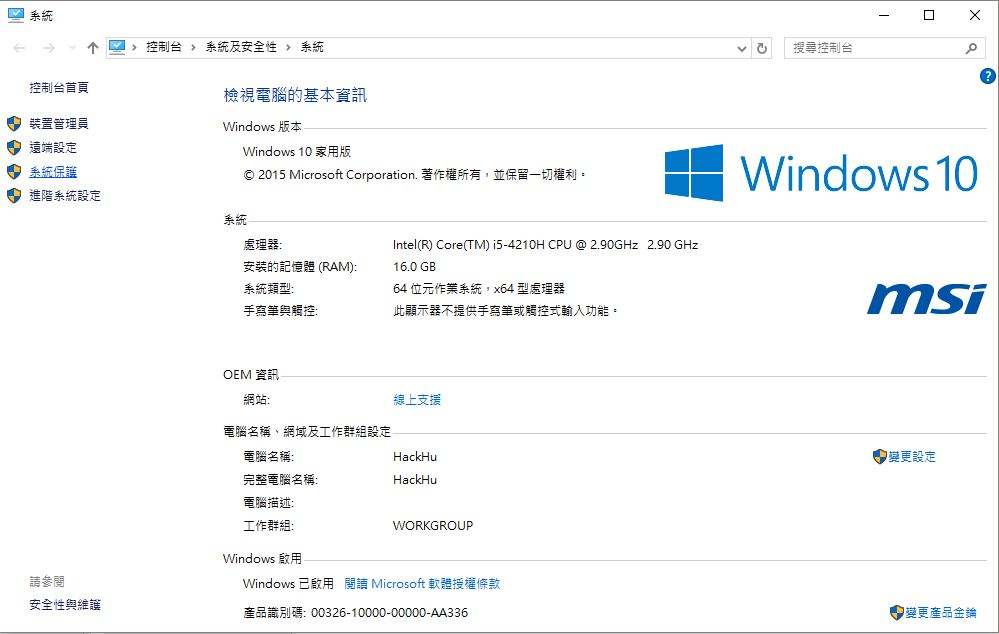 系統
控制台 › 系統及安全性 › 系統
搜尋控制台
?
控制台首頁
裝置管理員
遠端設定
系統保護
進階系統設定
檢視電腦的基本資訊
Windows 版本
Windows 10 家用版
© 2015 Microsoft Corporation. 著作權所有，並保留一切權利。
Windows 10
系統
處理器: Intel(R) Core(TM) i5-4210H CPU @ 2.90GHz 2.90 GHz
安裝的記憶體 (RAM): 16.0 GB
系統類型: 64 位元作業系統，x64 型處理器
手寫筆與觸控: 此顯示器不提供手寫筆或觸控式輸入功能。
msi
OEM 資訊
網站: 線上支援
電腦名稱、網域及工作群組設定
電腦名稱: HackHu 變更設定
完整電腦名稱: HackHu
電腦描述:
工作群組: WORKGROUP
Windows 啟用
Windows 已啟用 閱讀 Microsoft 軟體授權條款
產品識別碼: 00326-10000-00000-AA336 變更產品金鑰
請參閱
安全性與維護